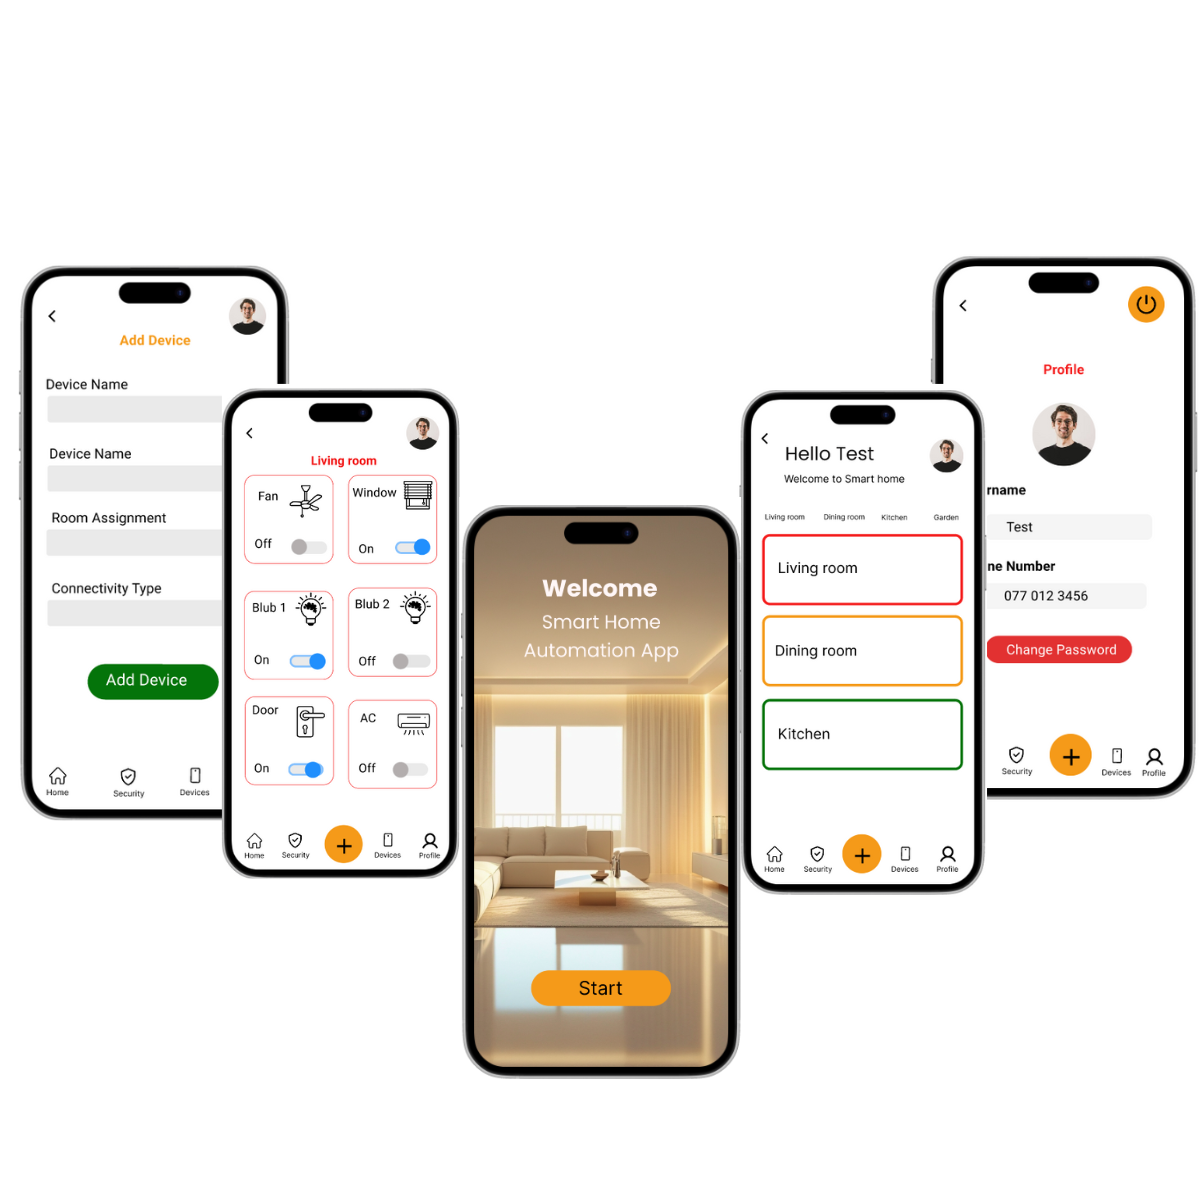 Add Device
Device Name
Device Name
Room Assignment
Connectivity Type
Add Device
Home
Security
Devices
Living room
Fan
Off
Window
On
Blub 1
On
Blub 2
Off
Door
On
AC
Off
Home
Security
Devices
Profile
Welcome
Smart Home
Automation App
Start
Hello Test
Welcome to Smart home
Living room
Dining room
Kitchen
Garden
Living room
Dining room
Kitchen
Home
Security
Devices
Profile
Profile
rname
Test
ne Number
077 012 3456
Change Password
Security
Devices
Profile